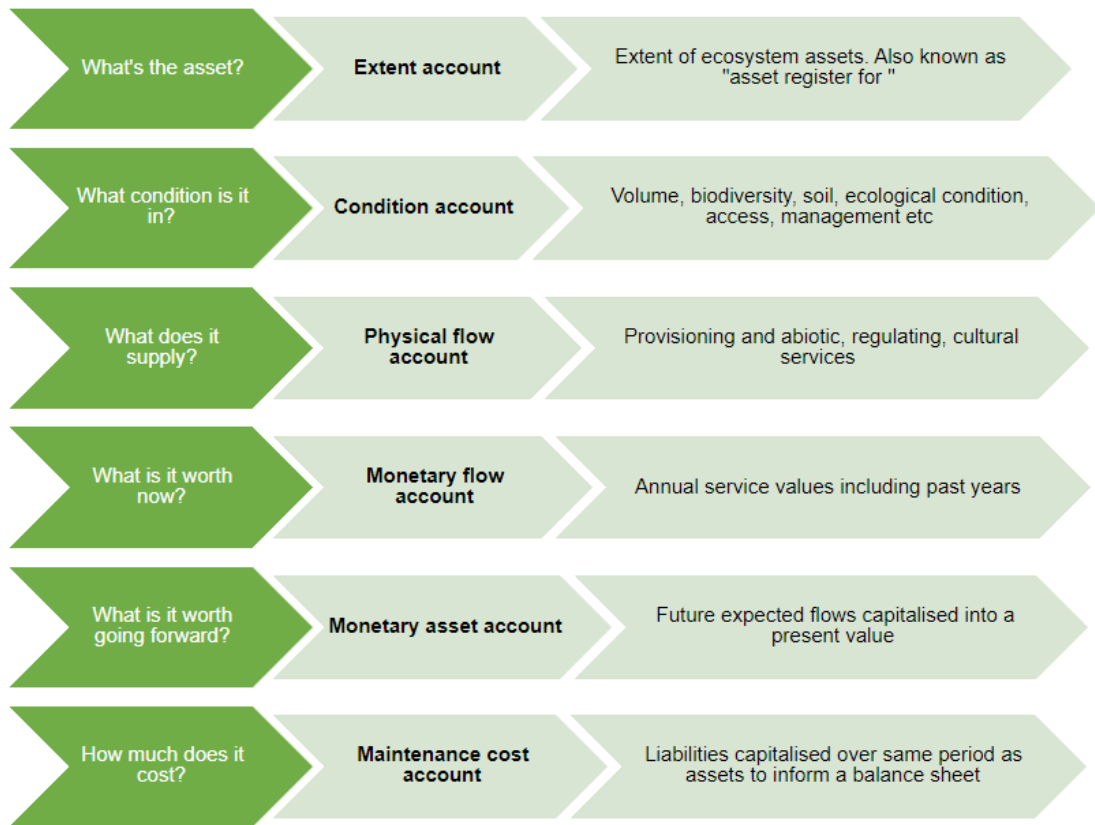 What's the asset?
Extent account
Extent of ecosystem assets. Also known as
"asset register for "
What condition is it
in?
Condition account
Volume, biodiversity, soil, ecological condition,
access, management etc
What does it
supply?
Physical flow
account
Provisioning and abiotic, regulating, cultural
services
What is it worth
now?
Monetary flow
account
Annual service values including past years
What is it worth
going forward?
Monetary asset account
Future expected flows capitalised into a
present value
How much does it
cost?
Maintenance cost
account
Liabilities capitalised over same period as
assets to inform a balance sheet